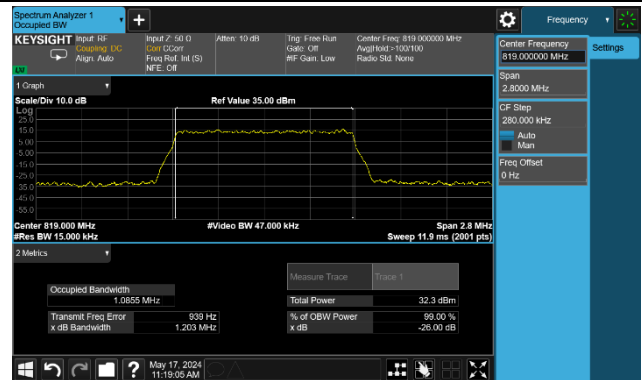 Spectrum Analyzer 1
Occupied BW
+
Frequency
KEYSIGHT
Input: RF
Coupling: DC
Align: Auto
Input Z: 50 Ω
Corr CCorr
Freq Ref: Int (S)
NFE: Off
Atten: 10 dB
Trig: Free Run
Gate: Off
#IF Gain: Low
Center Freq: 819.000000 MHz
Avg|Hold:>100/100
Radio Std: None
Center Frequency
819.000000 MHz
Settings
Span
2.8000 MHz
CF Step
280.000 kHz
Auto
Man
Freq Offset
0 Hz
1 Graph
Scale/Div 10.0 dB
Ref Value 35.00 dBm
Log
25.0
15.0
5.00
-5.00
-15.0
-25.0
-35.0
-45.0
-55.0
Center 819.000 MHz
#Video BW 47.000 kHz
Span 2.8 MHz
#Res BW 15.000 kHz
Sweep 11.9 ms (2001 pts)
2 Metrics
Measure Trace
Trace 1
Occupied Bandwidth
1.0855 MHz
Total Power
32.3 dBm
Transmit Freq Error
939 Hz
% of OBW Power
99.00 %
x dB Bandwidth
1.203 MHz
x dB
-26.00 dB
?
May 17, 2024
11:19:05 AM